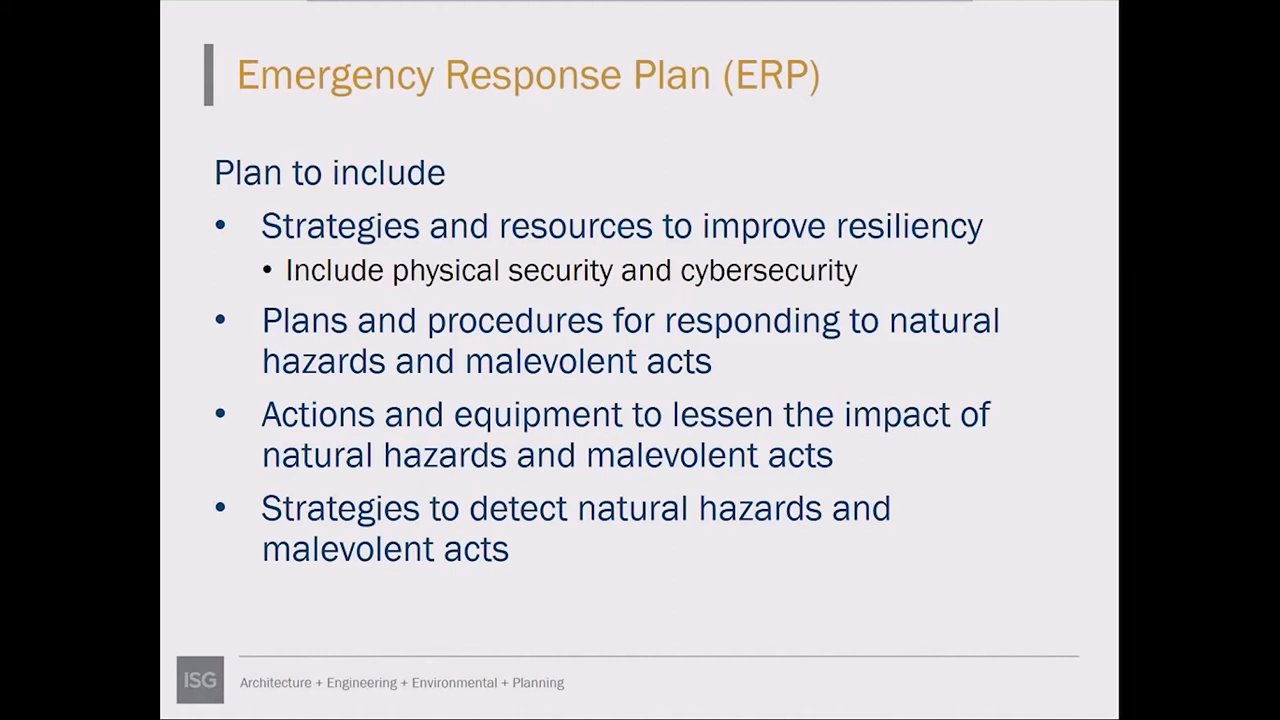 Emergency Response Plan (ERP)
Plan to include
• Strategies and resources to improve resiliency
• Include physical security and cybersecurity
• Plans and procedures for responding to natural
hazards and malevolent acts
• Actions and equipment to lessen the impact of
natural hazards and malevolent acts
• Strategies to detect natural hazards and
malevolent acts
ISG
Architecture + Engineering + Environmental + Planning